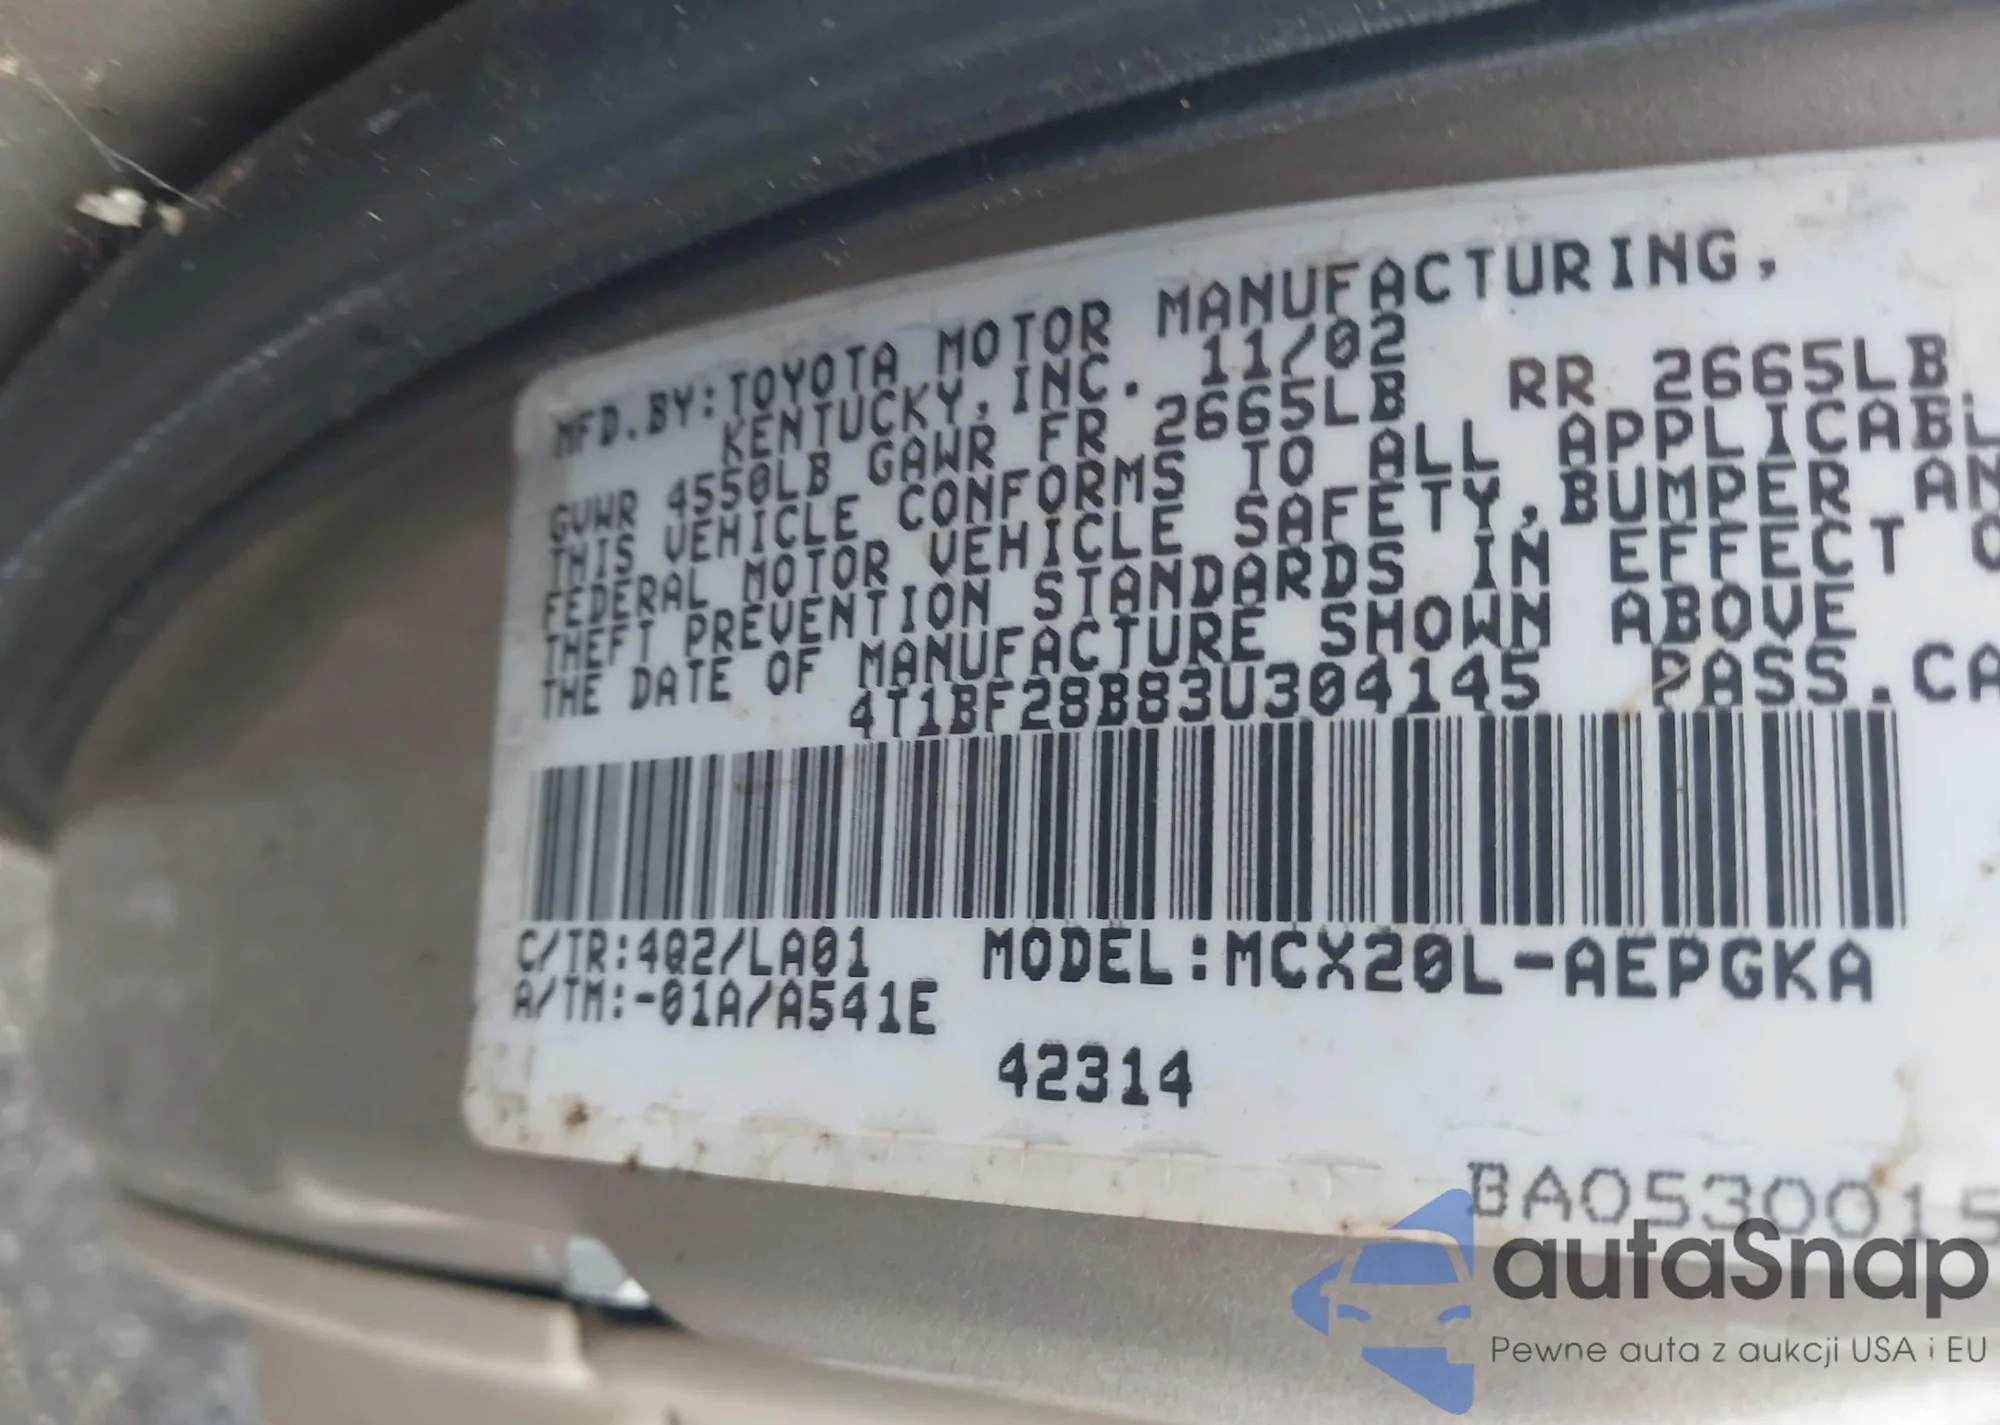 MFD.BY:TOYOTA MOTOR MANUFACTURING,
KENTUCKY,INC. 11/02
GVWR 4550LB GAWR FR 2665LB RR 2665LB
THIS VEHICLE CONFORMS TO ALL APPLICABL
FEDERAL MOTOR VEHICLE SAFETY,BUMPER AN
THEFT PREVENTION STANDARDS IN EFFECT O
THE DATE OF MANUFACTURE SHOWN ABOVE
4T1BF28B83U304145 PASS.CA
C/TR:4Q2/LA01 MODEL:MCX20L-AEPGKA
A/TM:-01A/A541E
42314
BA0530015
autaSnap
Pewne auta z aukcji USA i EU